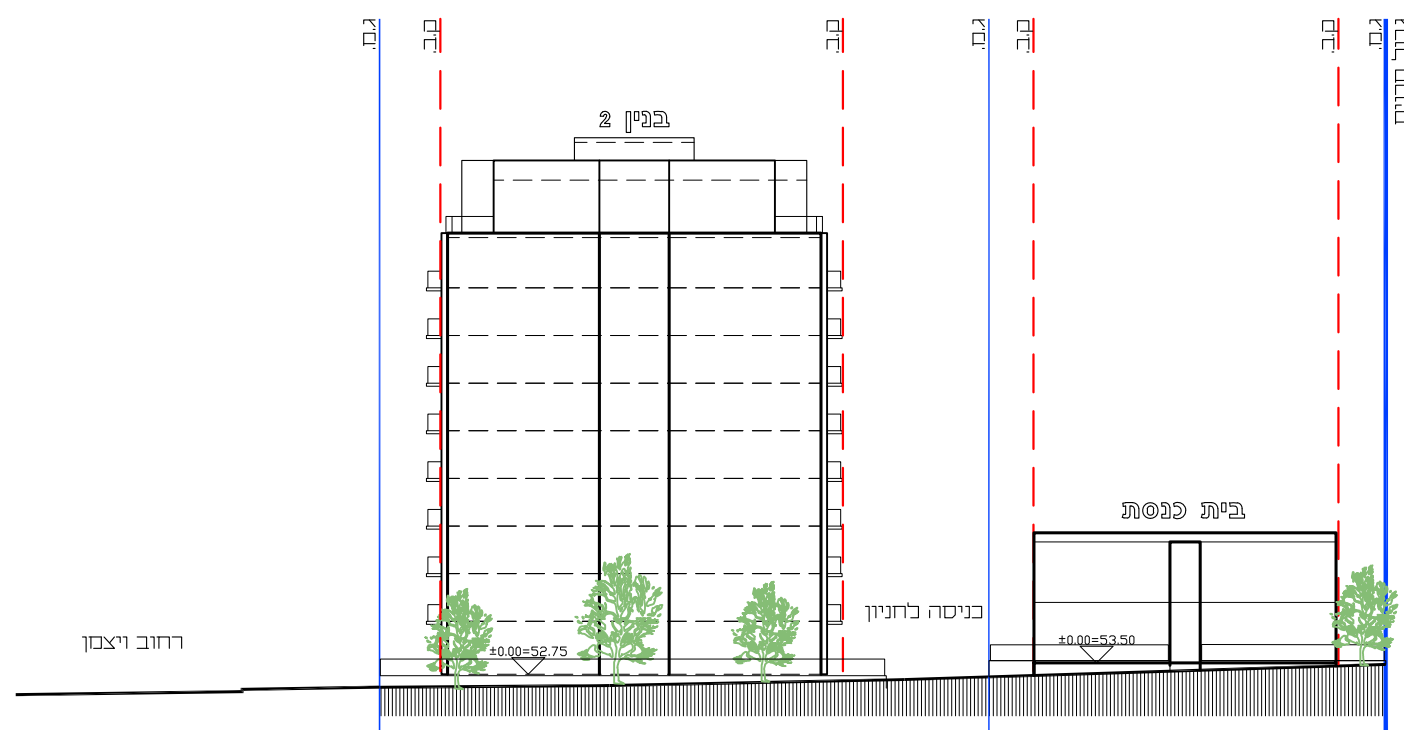 ג.מ.
ק.ב.
ק.ב.
ג.מ.
ק.ב.
ק.ב.
ג.מ.
בנין 2
בית כנסת
כניסה לחניון
רחוב ויצמן
±0.00=52.75
±0.00=53.50